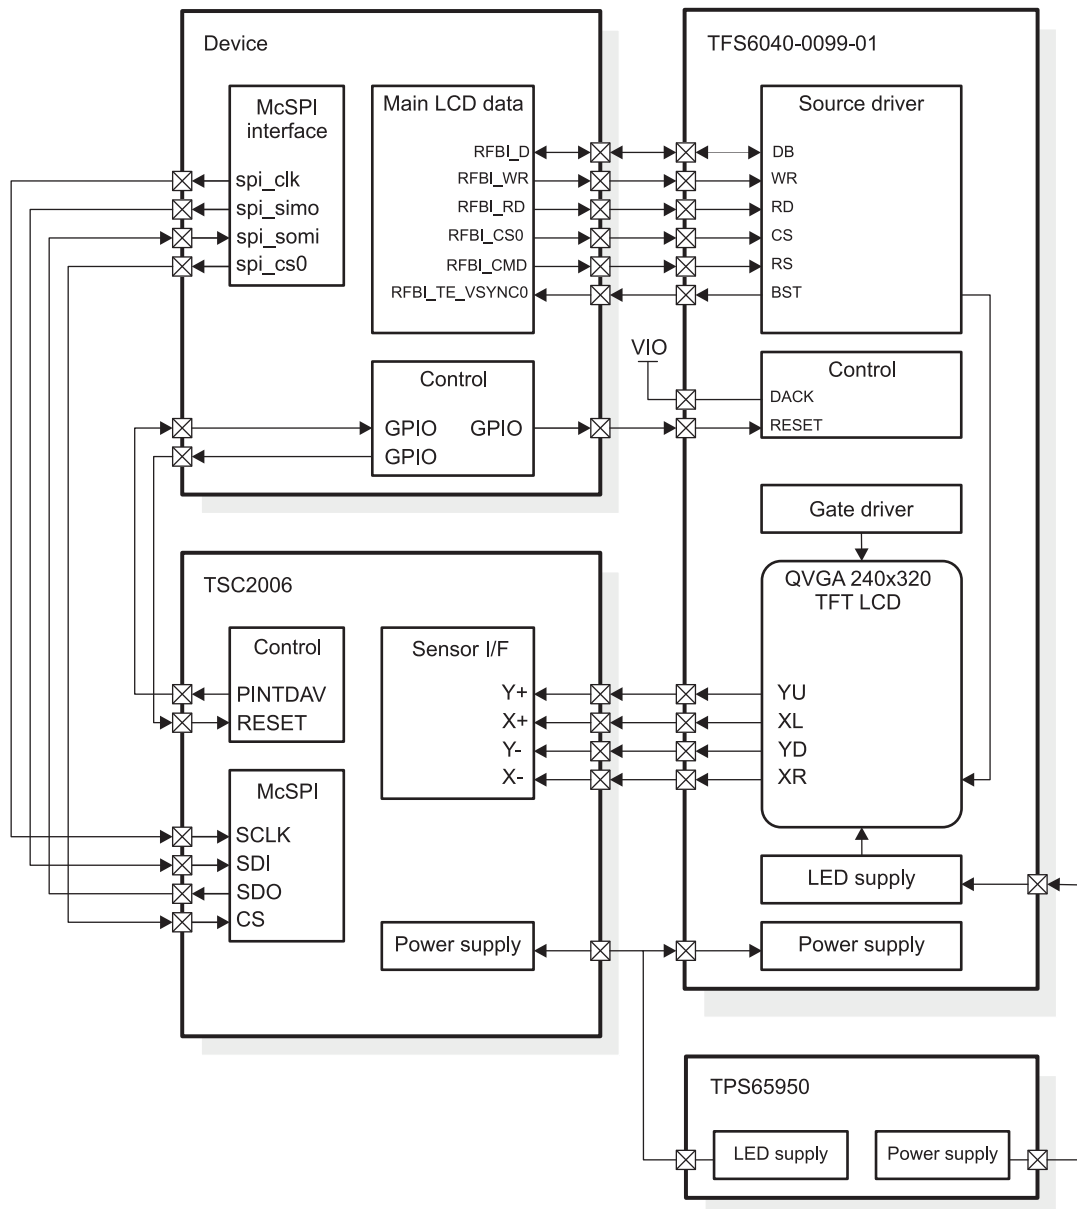 Device
McSPI
interface
spi_clk
spi_simo
spi_somi
spi_cs0
Main LCD data
RFBI_D
RFBI_WR
RFBI_RD
RFBI_CS0
RFBI_CMD
RFBI_TE_VSYNC0
Control
GPIO GPIO
GPIO
TFS6040-0099-01
Source driver
DB
WR
RD
CS
RS
BST
VIO
Control
DACK
RESET
Gate driver
QVGA 240x320
TFT LCD
YU
XL
YD
XR
LED supply
Power supply
TSC2006
Control
PINTDAV
RESET
McSPI
SCLK
SDI
SDO
CS
Sensor I/F
Y+
X+
Y-
X-
Power supply
TPS65950
LED supply
Power supply